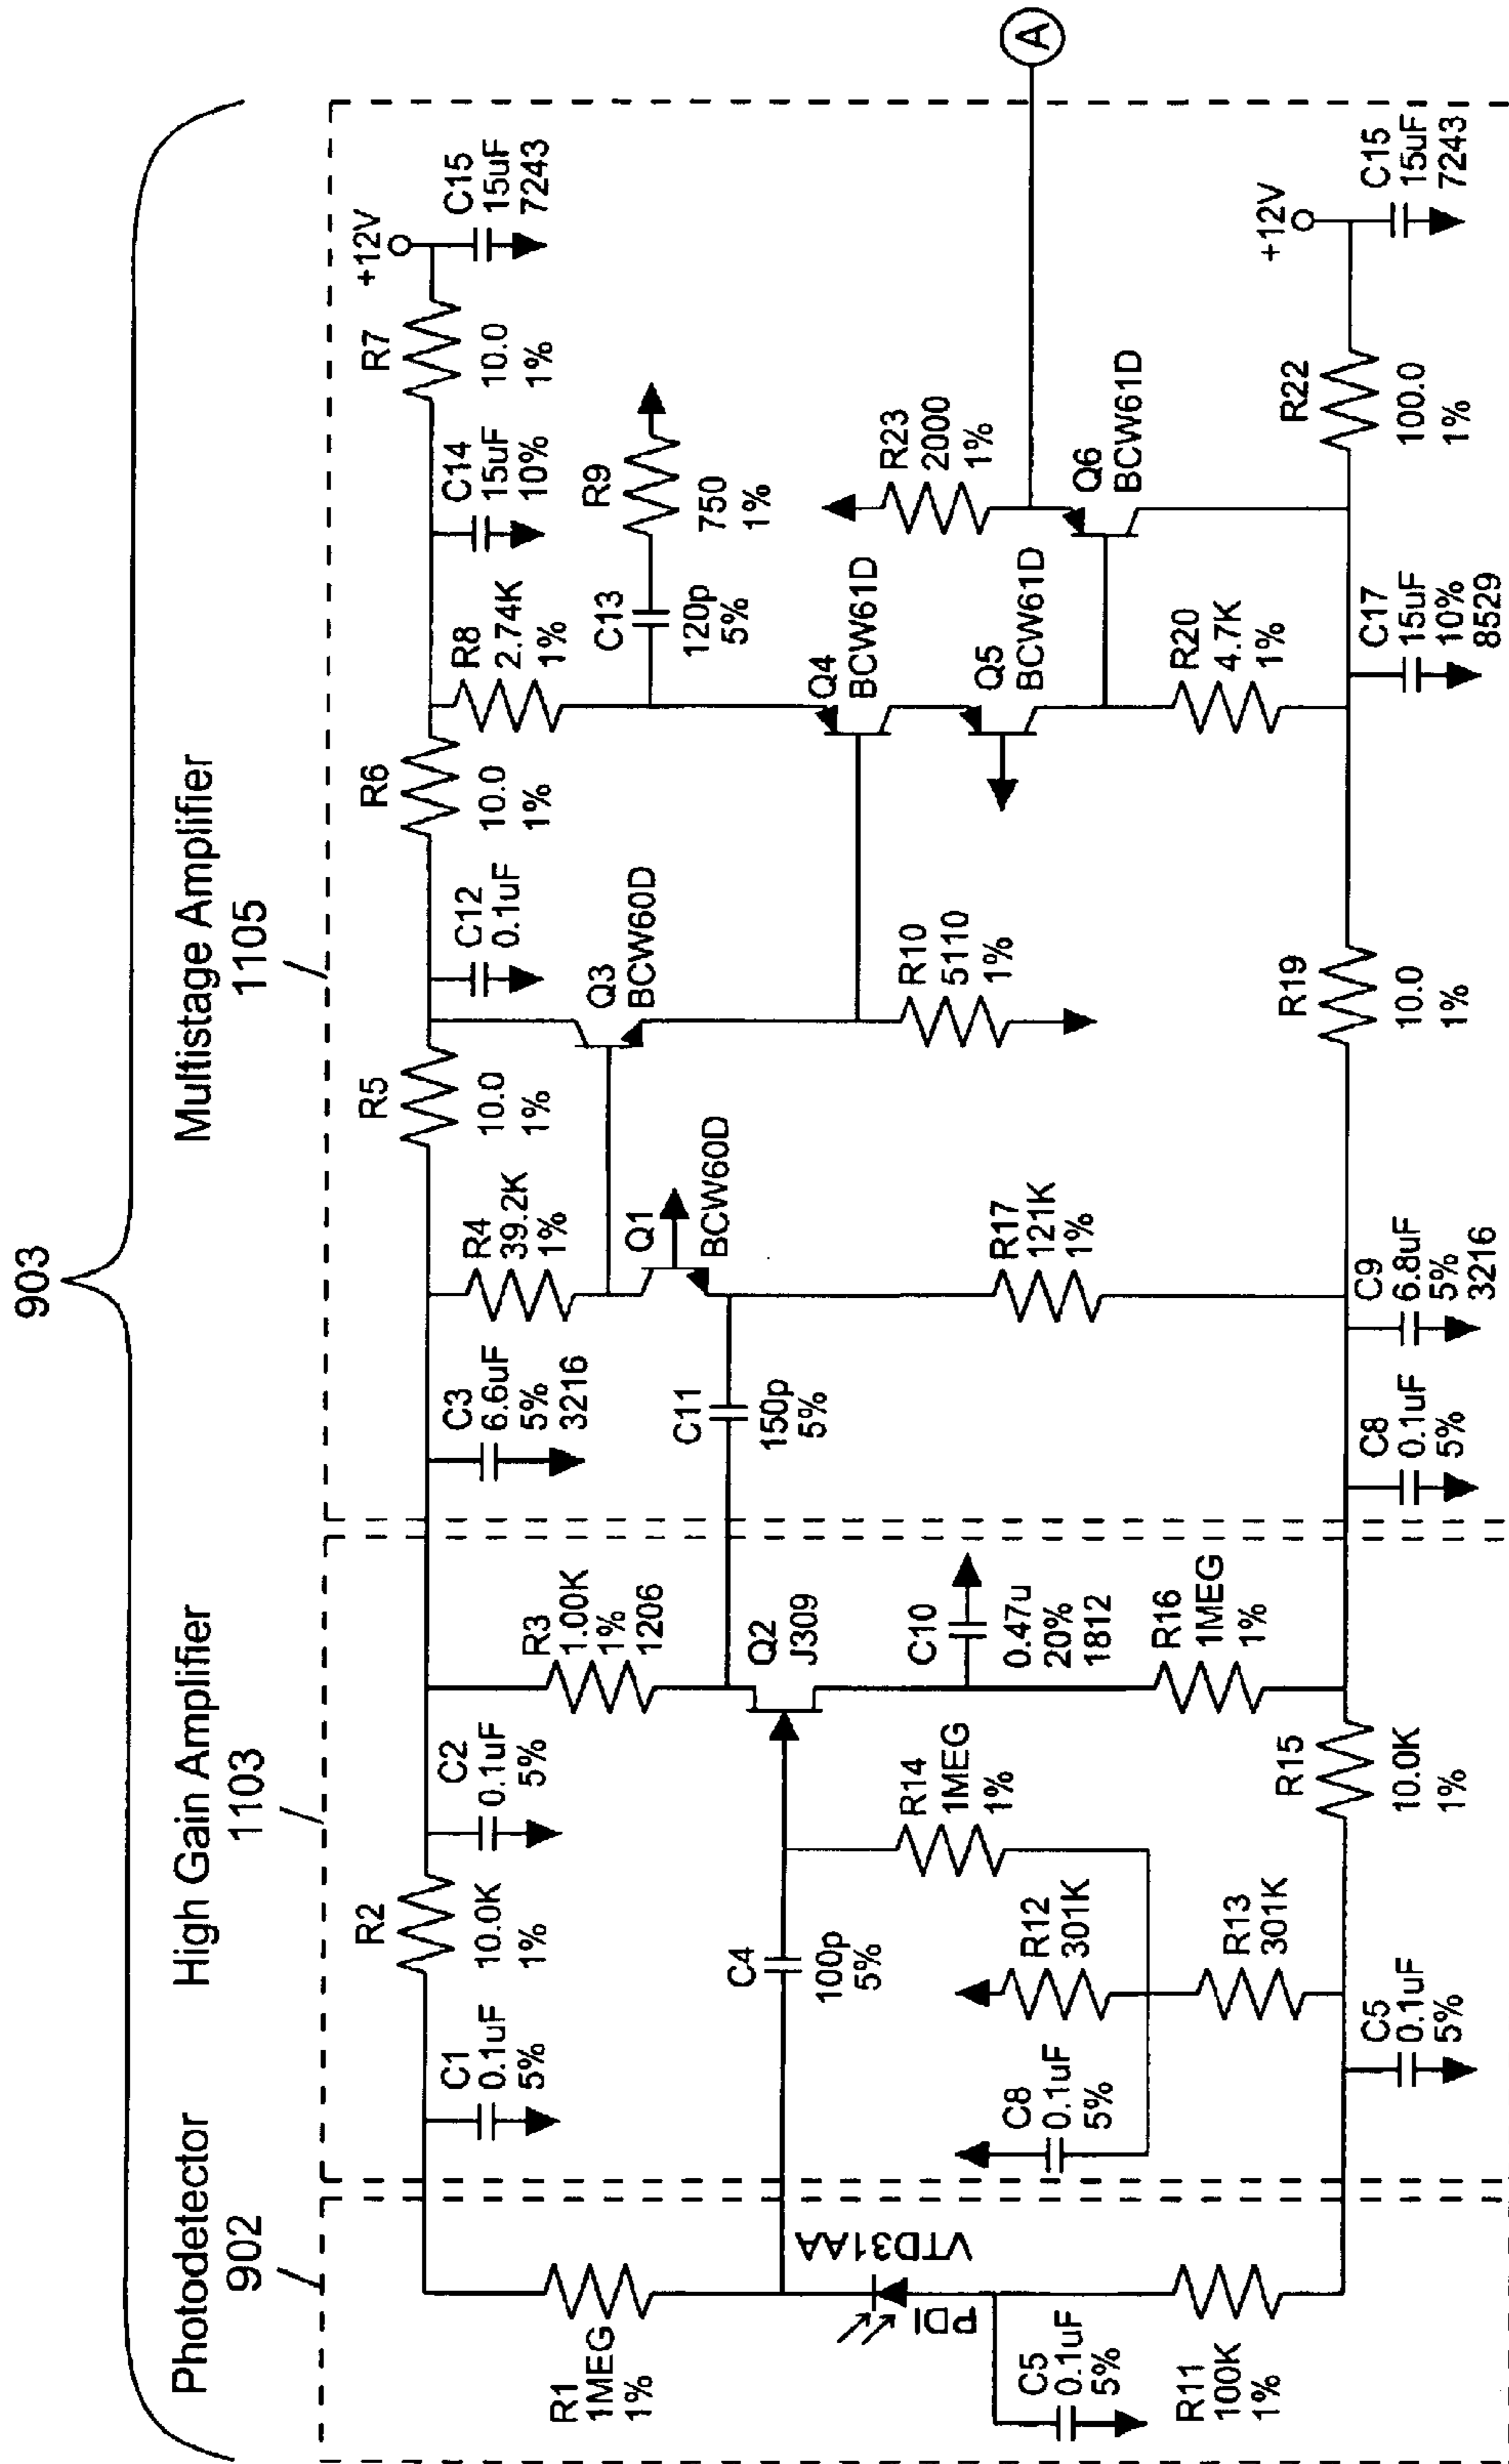 903
Photodetector
902
High Gain Amplifier
1103
Multistage Amplifier
1105
R1
1MEG
1%
C1
0.1uF
5%
R2
10.0K
1%
C2
0.1uF
5%
R3
1.00K
1%
1206
C3
6.6uF
5%
3216
R4
39.2K
1%
R5
10.0
1%
C12
0.1uF
R6
10.0
1%
R8
2.74K
1%
C14
15uF
10%
R7
10.0
1%
+12V
C15
15uF
7243
Q1
BCW60D
Q3
BCW60D
C13
120p
5%
R9
750
1%
VTD31AA
PDI
C4
100p
5%
Q2
J309
C11
150p
5%
Q4
BCW61D
R23
2000
1%
A
C5
0.1uF
5%
C8
0.1uF
5%
R12
301K
R14
1MEG
1%
C10
0.47u
20%
1812
R17
121K
1%
R10
5110
1%
Q5
BCW61D
Q6
BCW61D
R11
100K
1%
R13
301K
R16
1MEG
1%
R20
4.7K
1%
+12V
C5
0.1uF
5%
R15
10.0K
1%
C8
0.1uF
5%
C9
6.8uF
5%
3216
R19
10.0
1%
C17
15uF
10%
8529
R22
100.0
1%
C15
15uF
7243